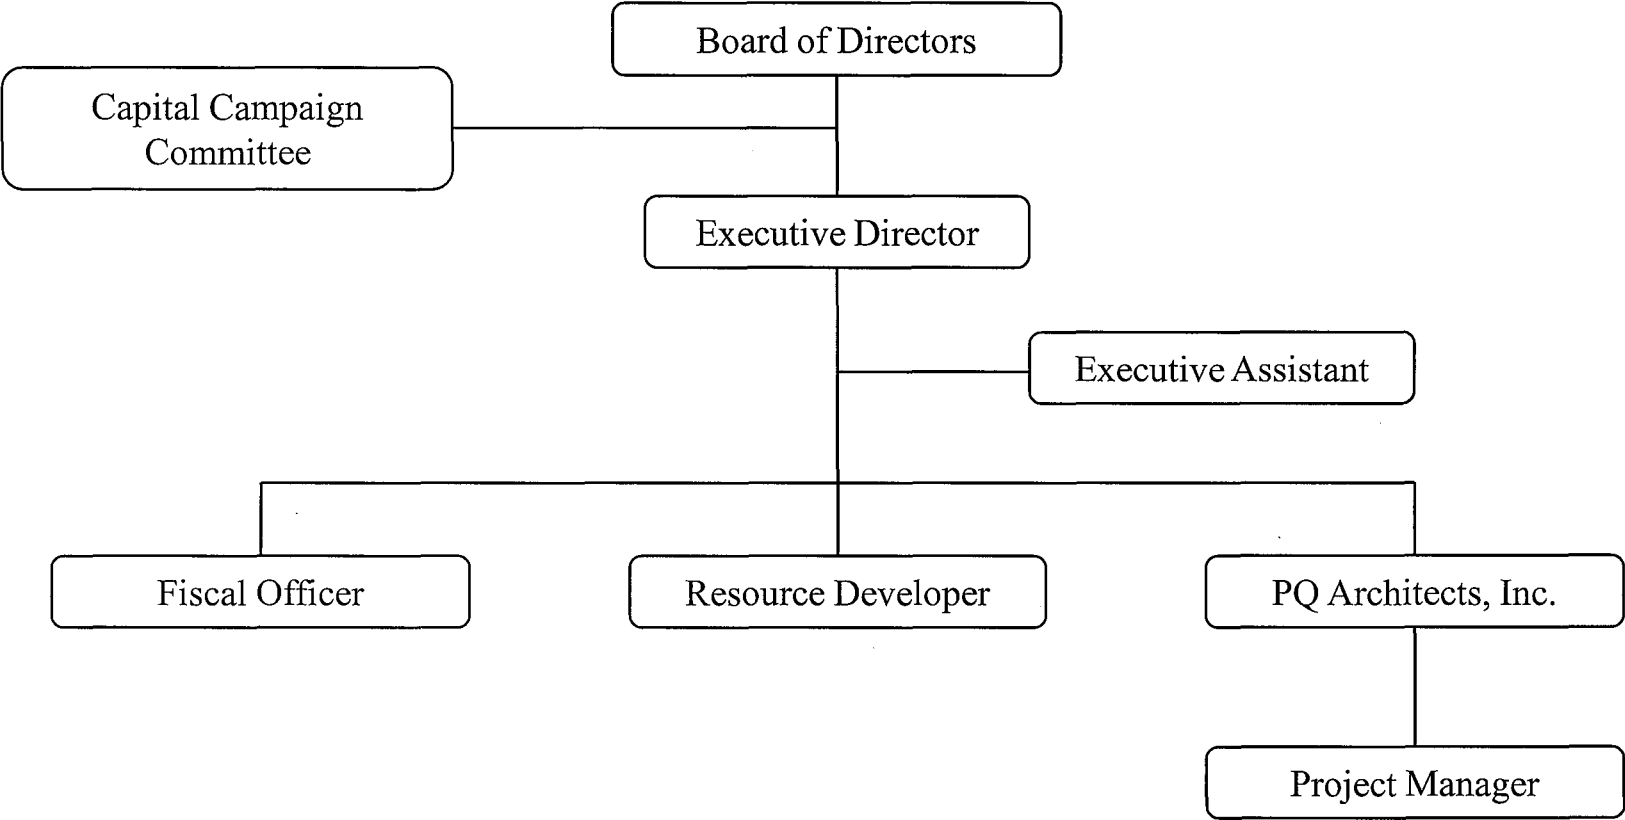 Board of Directors
Capital Campaign
Committee
Executive Director
Executive Assistant
Fiscal Officer
Resource Developer
PQ Architects, Inc.
Project Manager